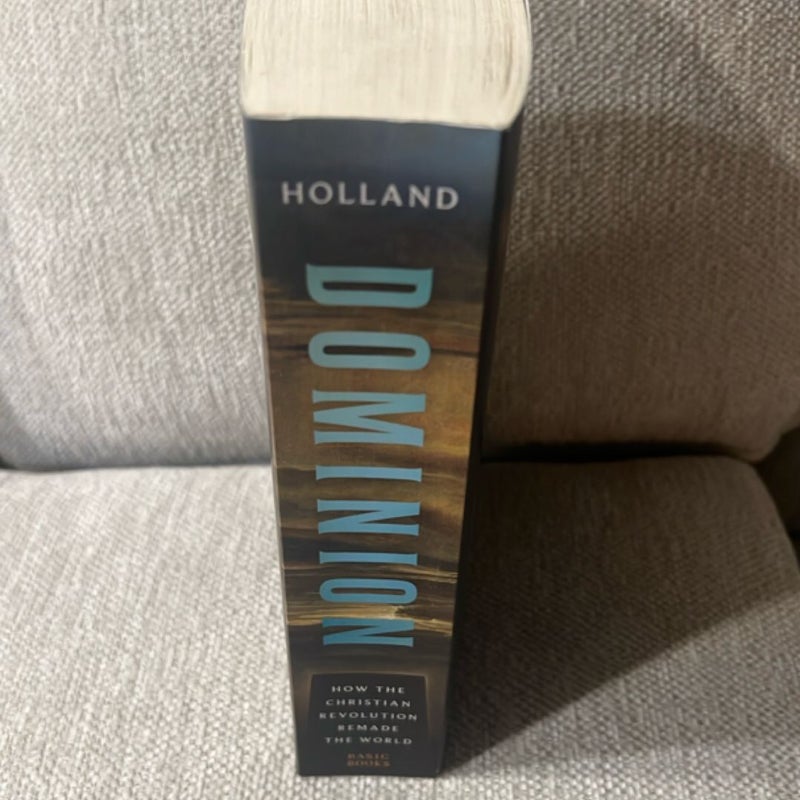 HOLLAND
DOMINION
HOW THE
CHRISTIAN
REVOLUTION
REMADE
THE WORLD
BASIC
BOOKS